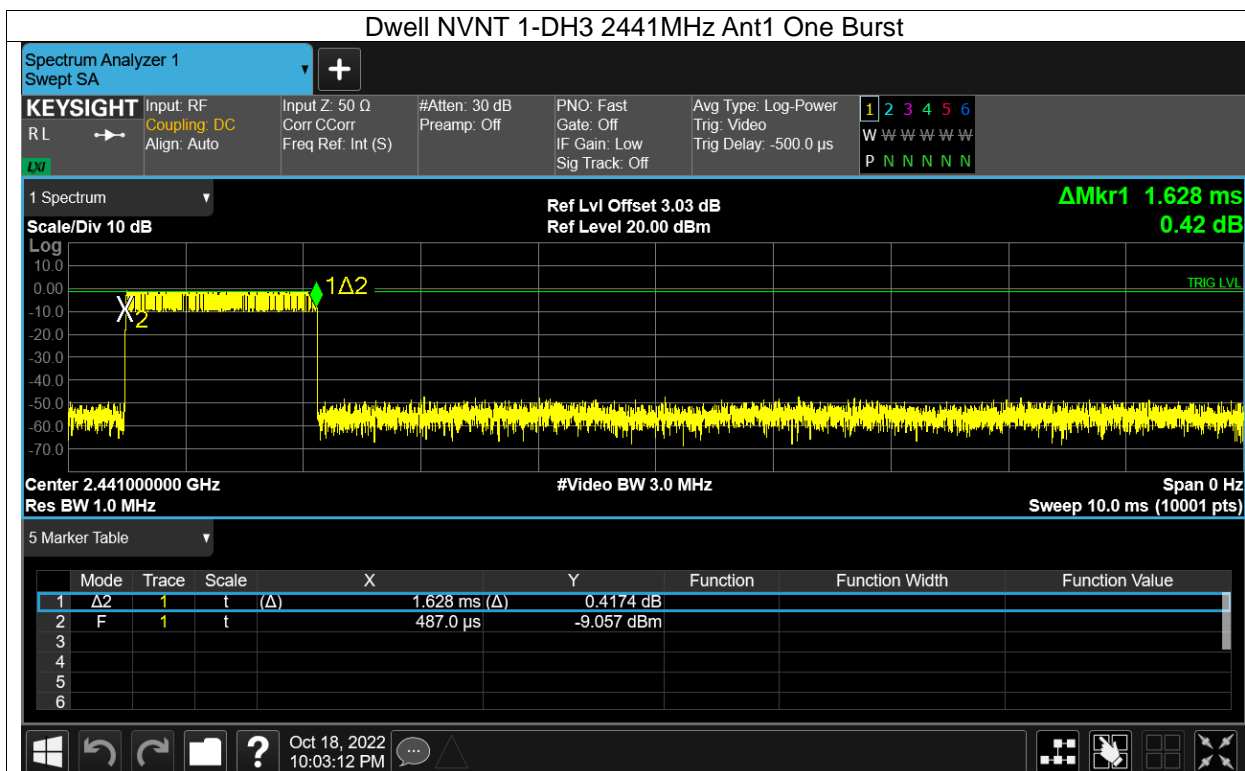 Dwell NVNT 1-DH3 2441MHz Ant1 One Burst
Spectrum Analyzer 1
Swept SA
KEYSIGHT Input: RF Input Z: 50 Ω #Atten: 30 dB PNO: Fast Avg Type: Log-Power 1 2 3 4 5 6
R L Coupling: DC Corr CCorr Preamp: Off Gate: Off Trig: Video W W W W W W
Align: Auto Freq Ref: Int (S) IF Gain: Low Trig Delay: -500.0 µs
LXI Sig Track: Off P N N N N N
1 Spectrum Ref Lvl Offset 3.03 dB ΔMkr1 1.628 ms
Scale/Div 10 dB Ref Level 20.00 dBm 0.42 dB
Log
10.0
0.00 1Δ2 TRIG LVL
-10.0 2
-20.0
-30.0
-40.0
-50.0
-60.0
-70.0
Center 2.441000000 GHz #Video BW 3.0 MHz Span 0 Hz
Res BW 1.0 MHz Sweep 10.0 ms (10001 pts)
5 Marker Table
Mode Trace Scale X Y Function Function Width Function Value
1 Δ2 1 t (Δ) 1.628 ms (Δ) 0.4174 dB
2 F 1 t 487.0 µs -9.057 dBm
3
4
5
6
? Oct 18, 2022
10:03:12 PM